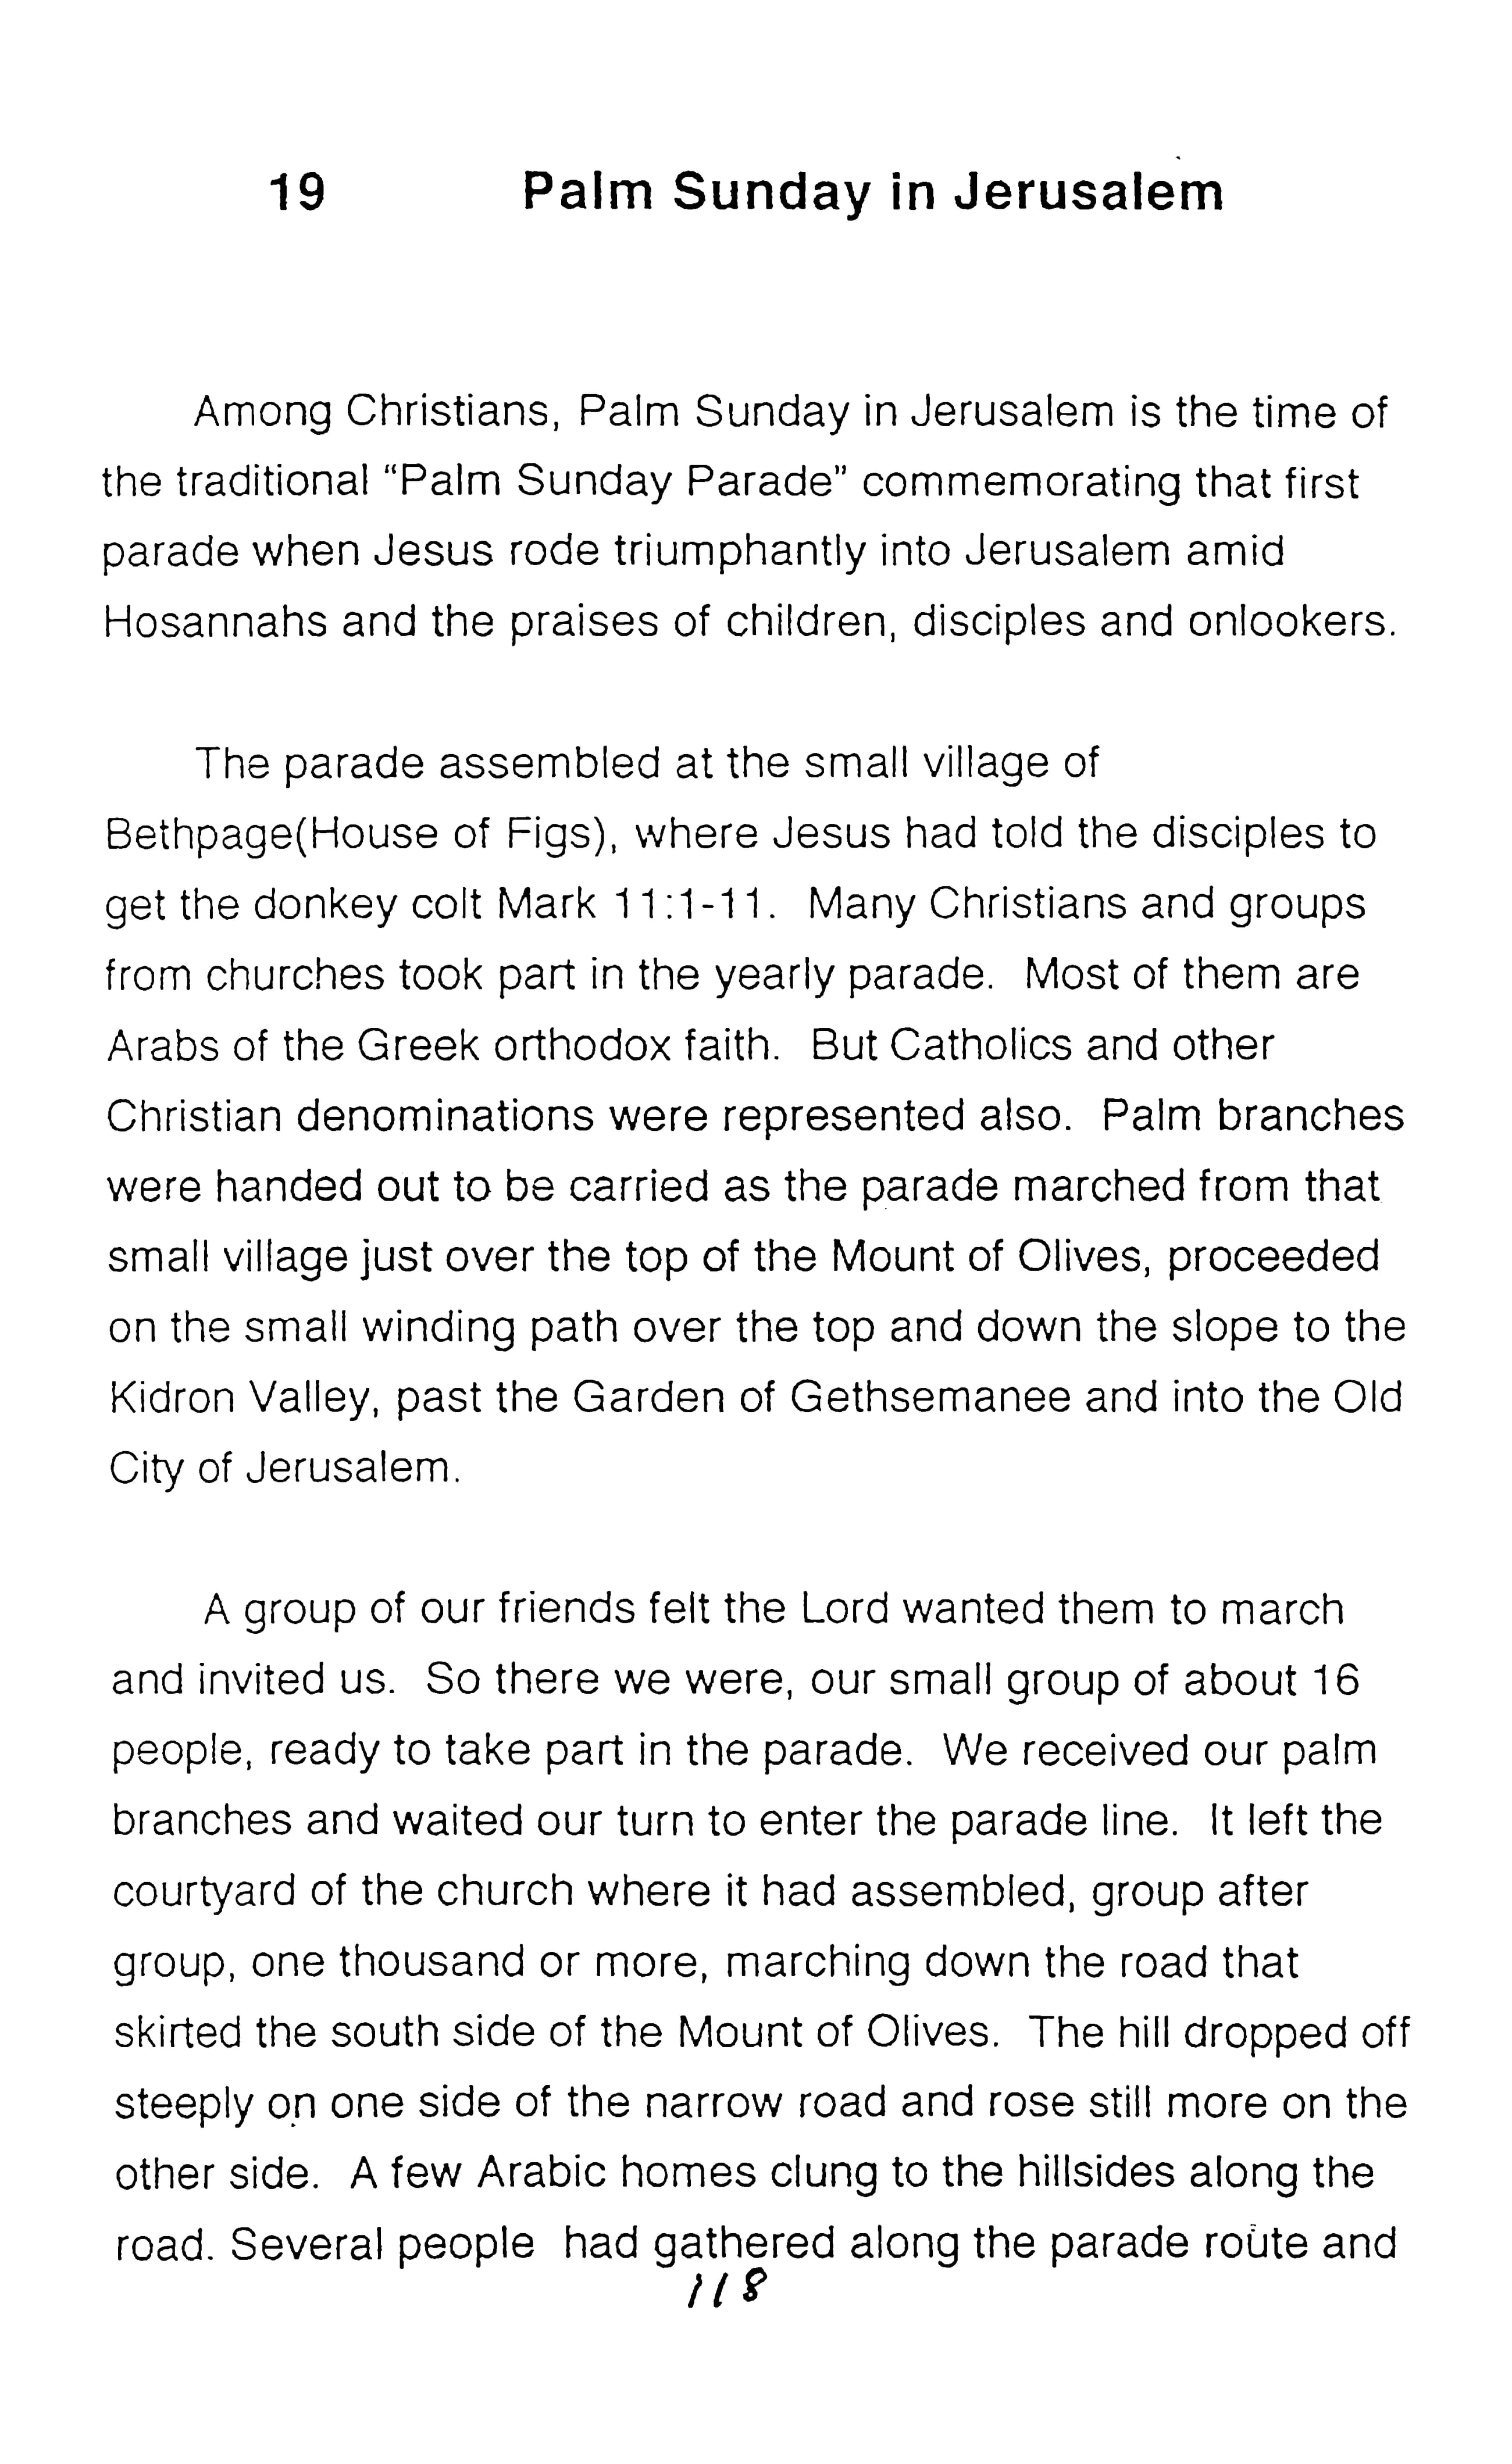 19 Palm Sunday in Jerusalem
Among Christians, Palm Sunday in Jerusalem is the time of
the traditional "Palm Sunday Parade" commemorating that first
parade when Jesus rode triumphantly into Jerusalem amid
Hosannahs and the praises of children, disciples and onlookers.
The parade assembled at the small village of
Bethpage(House of Figs), where Jesus had told the disciples to
get the donkey colt Mark 11:1-11. Many Christians and groups
from churches took part in the yearly parade. Most of them are
Arabs of the Greek orthodox faith. But Catholics and other
Christian denominations were represented also. Palm branches
were handed out to be carried as the parade marched from that
small village just over the top of the Mount of Olives, proceeded
on the small winding path over the top and down the slope to the
Kidron Valley, past the Garden of Gethsemanee and into the Old
City of Jerusalem.
A group of our friends felt the Lord wanted them to march
and invited us. So there we were, our small group of about 16
people, ready to take part in the parade. We received our palm
branches and waited our turn to enter the parade line. It left the
courtyard of the church where it had assembled, group after
group, one thousand or more, marching down the road that
skirted the south side of the Mount of Olives. The hill dropped off
steeply on one side of the narrow road and rose still more on the
other side. A few Arabic homes clung to the hillsides along the
road. Several people had gathered along the parade route and
118